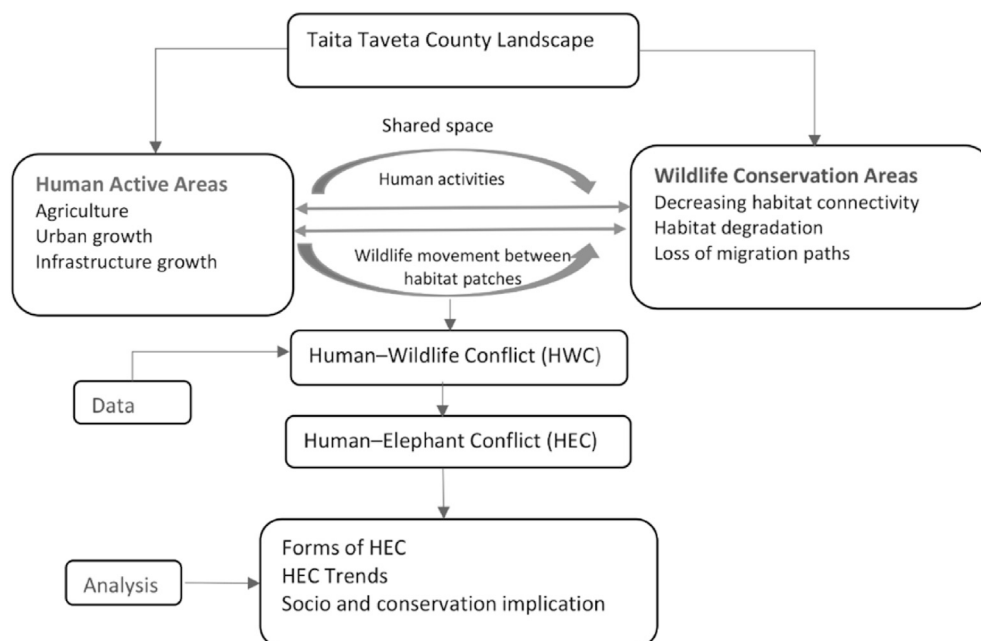 Taita Taveta County Landscape
Shared space
Human activities
Wildlife movement between
habitat patches
Human Active Areas
Agriculture
Urban growth
Infrastructure growth
Wildlife Conservation Areas
Decreasing habitat connectivity
Habitat degradation
Loss of migration paths
Human–Wildlife Conflict (HWC)
Data
Human–Elephant Conflict (HEC)
Forms of HEC
HEC Trends
Socio and conservation implication
Analysis